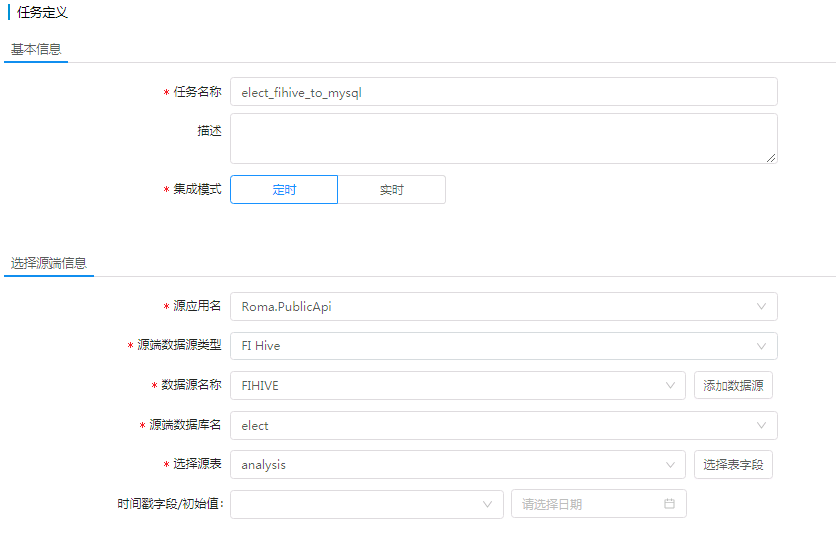 任务定义
基本信息
* 任务名称 elect_fihive_to_mysql
描述
* 集成模式 定时 实时
选择源端信息
* 源应用名 Roma.PublicApi
* 源端数据源类型 FI Hive
* 数据源名称 FIHIVE 添加数据源
* 源端数据库名 elect
* 选择源表 analysis 选择表字段
时间戳字段/初始值: 请选择日期